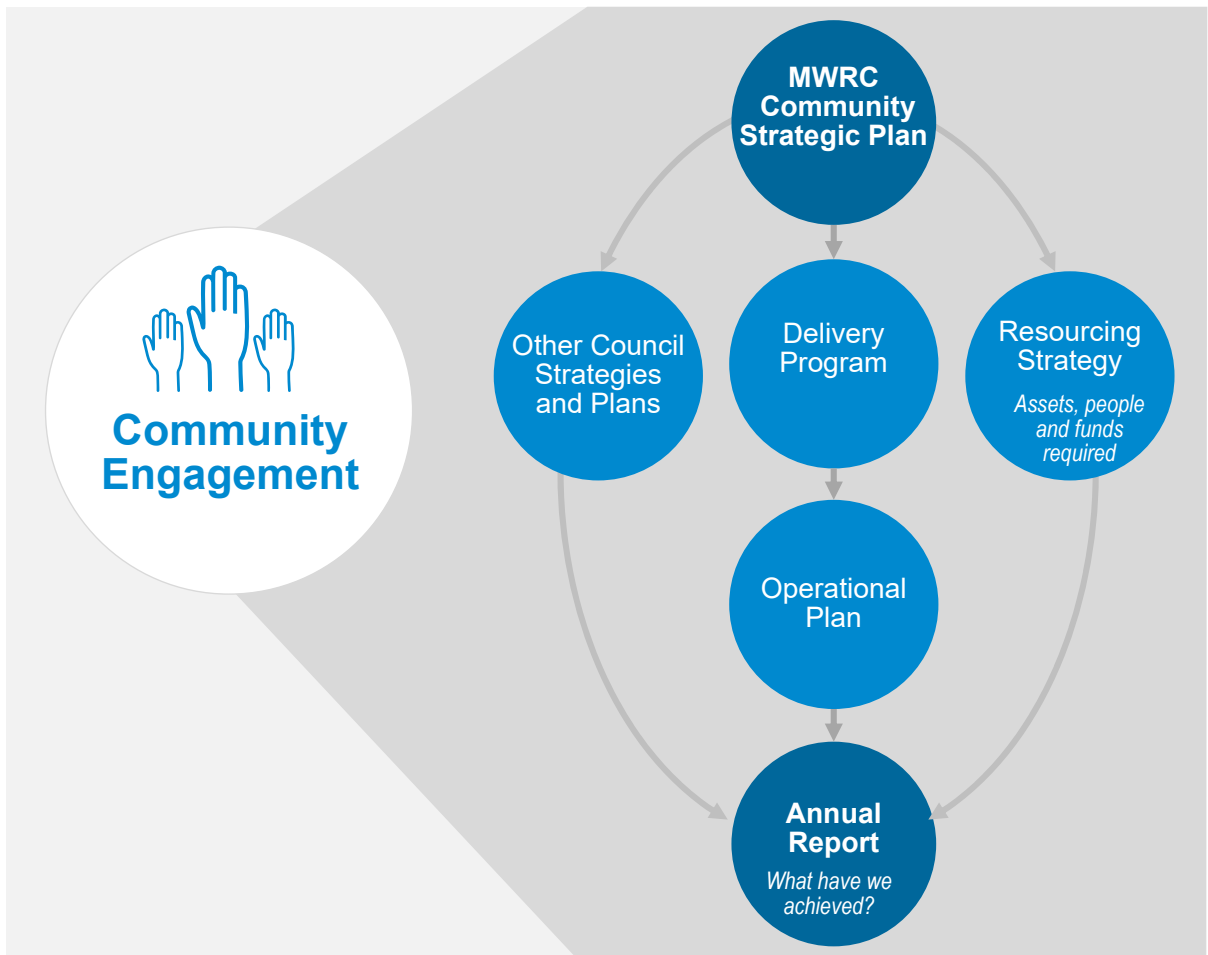 MWRC
Community
Strategic Plan
Community
Engagement
Other Council
Strategies
and Plans
Delivery
Program
Resourcing
Strategy
Assets, people
and funds
required
Operational
Plan
Annual
Report
What have we
achieved?